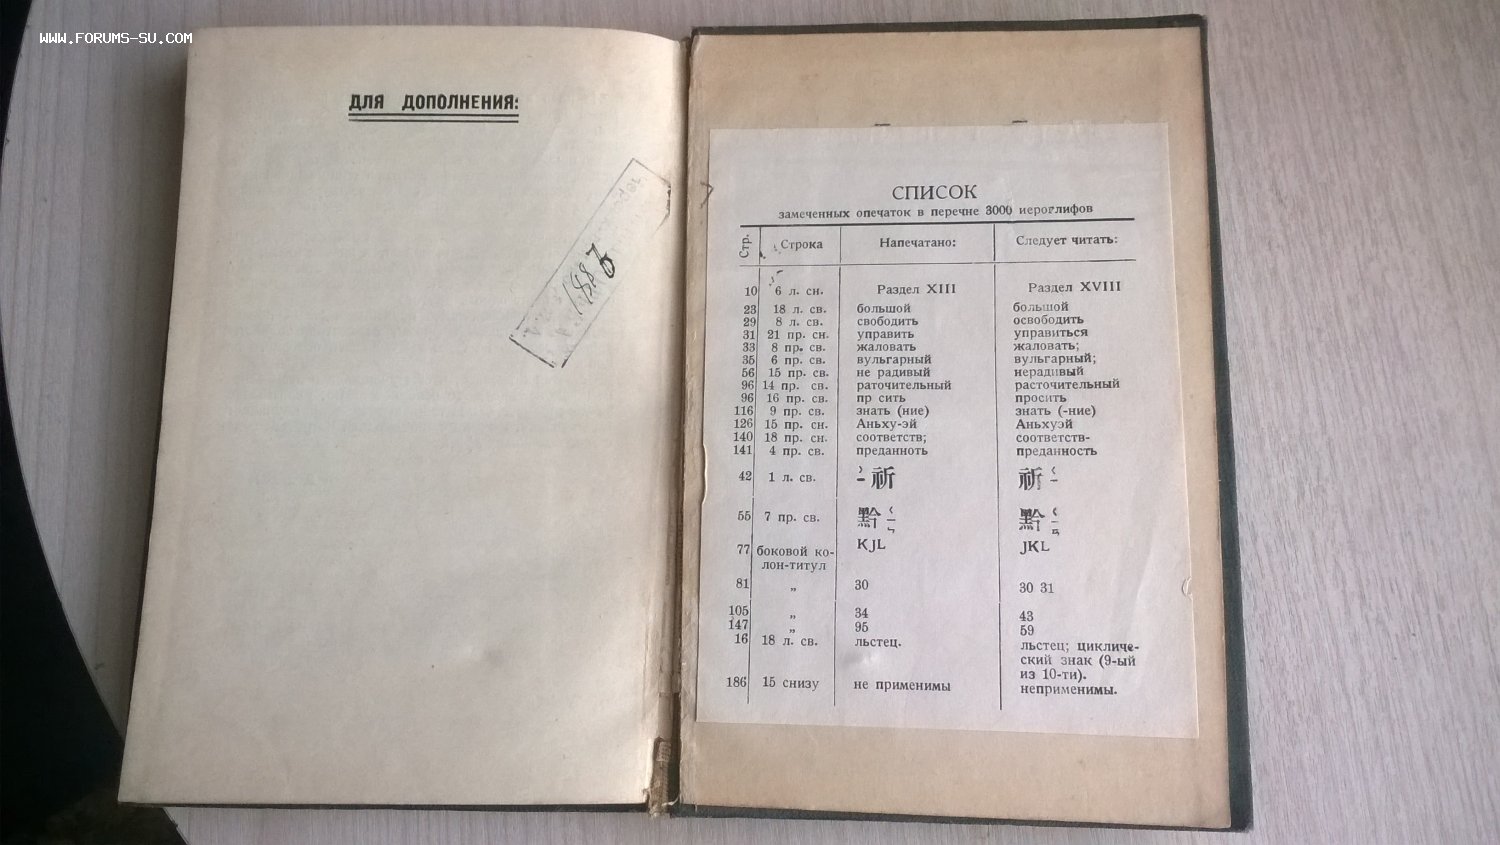 WWW.FORUMS-SU.COM
ДЛЯ ДОПОЛНЕНИЯ:
1887
СПИСОК
замеченных опечаток в перечне 3000 иероглифов
Стр. Строка Напечатано: Следует читать:
10 6 л. сн. Раздел XIII Раздел XVIII
23 18 л. св. большой большой
29 8 л. св. свободить освободить
31 21 пр. сн. управить управиться
33 8 пр. св. жаловать жаловать;
35 6 пр. св. вульгарный вульгарный;
56 15 пр. св. не радивый нерадивый
96 14 пр. св. раточительный расточительный
96 16 пр. св. пр сить просить
116 9 пр. св. знать (ние) знать (-ние)
126 15 пр. сн. Аньху-эй Аньхуэй
140 18 пр. сн. соответств; соответств-
141 4 пр. св. преданноть преданность
42 1 л. св. 祈 祈
55 7 пр. св. 黔 黔
77 боковой ко- KJL JKL
лон-титул
81 „ 30 30 31
105 „ 34 43
147 „ 95 59
16 18 л. св. льстец. льстец; цикличе-
ский знак (9-ый
из 10-ти).
186 15 снизу не применимы неприменимы.